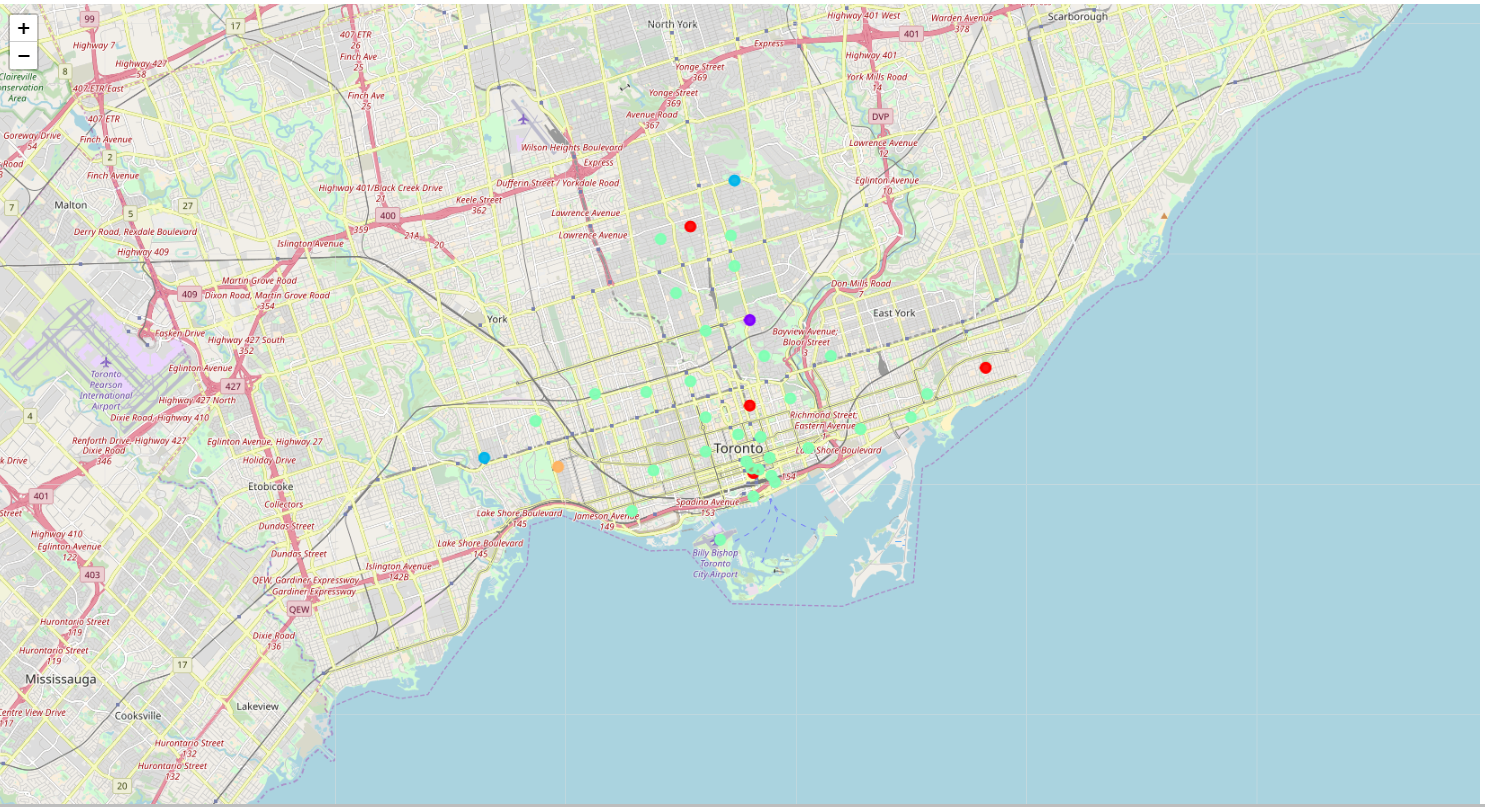 +
−
99
17
North York
Highway 401 West
Warden Avenue
378
Scarborough
Highway 7
407 ETR
26
Finch Ave
25
Express
401
Highway 401
Highway 427
58
8
Claireville
Conservation
Area
407 ETR East
Yonge Street
369
York Mills Road
14
Finch Ave
25
Yonge Street
369
Avenue Road
367
407 ETR
Finch Avenue
DVP
Goreway Drive
54
Wilson Heights Boulevard
Lawrence Avenue
12
2
Express
Finch Avenue
Highway 401/Black Creek Drive
21
Dufferin Street / Yorkdale Road
Eglinton Avenue
10
Keele Street
362
7
Malton
5
27
400
Lawrence Avenue
359
21A
20
Derry Road, Rexdale Boulevard
Islington Avenue
Lawrence Avenue
Highway 409
Martin Grove Road
409
Dixon Road, Martin Grove Road
354
Don Mills Road
7
York
East York
Fasken Drive
Highway 427 South
352
Bayview Avenue,
Bloor Street
3
Toronto
Pearson
International
Airport
Eglinton Avenue
427
Highway 427 North
4
Dixie Road, Highway 410
Richmond Street,
Eastern Avenue
Renforth Drive, Highway 427
Dixie Road
346
Eglinton Avenue, Highway 27
Toronto
Lake Shore Boulevard
Holiday Drive
Etobicoke
154
401
Collectors
Spadina Avenue
153
Lake Shore Boulevard
145
Jameson Avenue
149
Dundas Street
Highway 410
Eglinton Avenue
122
Lake Shore Boulevard
145
Dundas Street
Billy Bishop
Toronto
City Airport
403
Islington Avenue
142B
QEW, Gardiner Expressway
Gardiner Expressway
QEW
Hurontario Street
119
Dixie Road
136
Hurontario Street
119
17
Mississauga
Lakeview
Centre View Drive
117
Cooksville
Hurontario Street
132
Hurontario Street
132
20